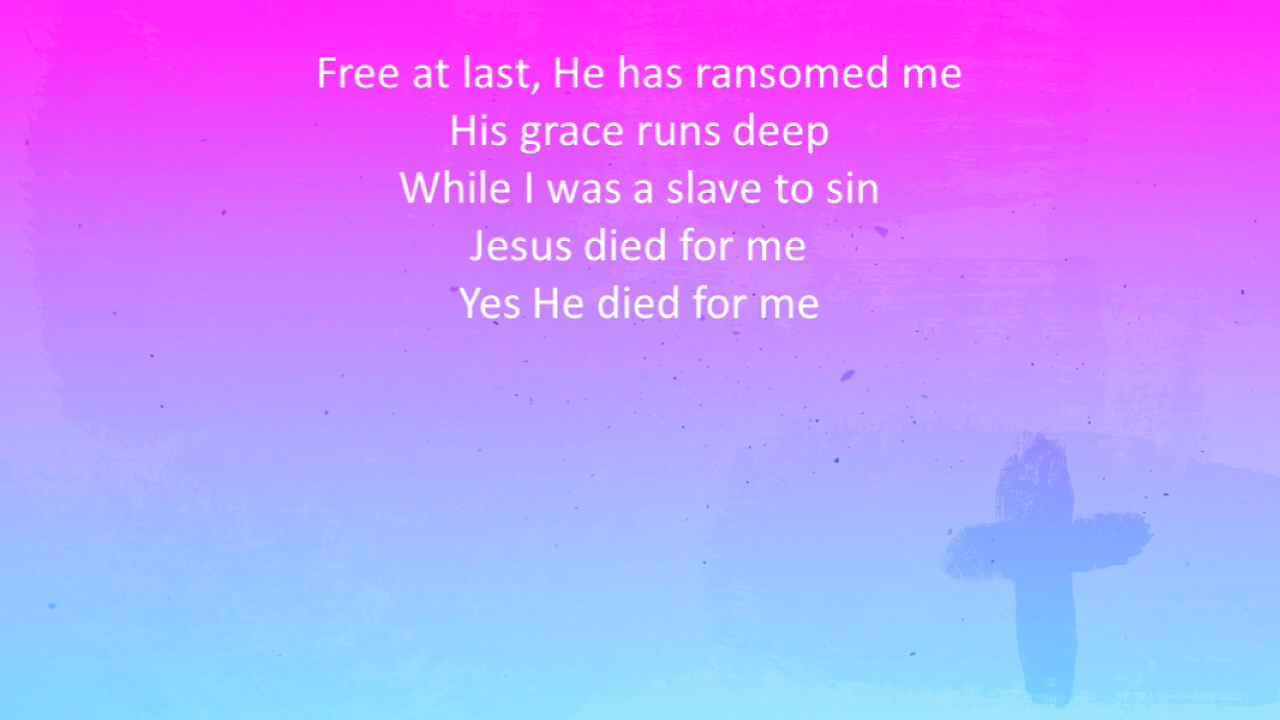 Free at last, He has ransomed me
His grace runs deep
While I was a slave to sin
Jesus died for me
Yes He died for me